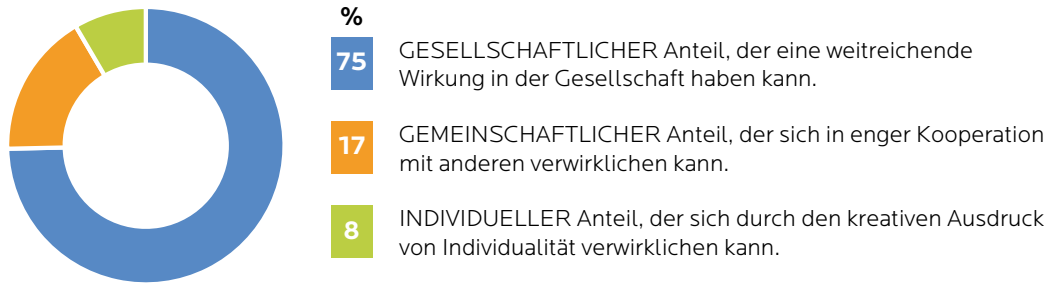 %
75
GESELLSCHAFTLICHER Anteil, der eine weitreichende
Wirkung in der Gesellschaft haben kann.
17
GEMEINSCHAFTLICHER Anteil, der sich in enger Kooperation
mit anderen verwirklichen kann.
8
INDIVIDUELLER Anteil, der sich durch den kreativen Ausdruck
von Individualität verwirklichen kann.